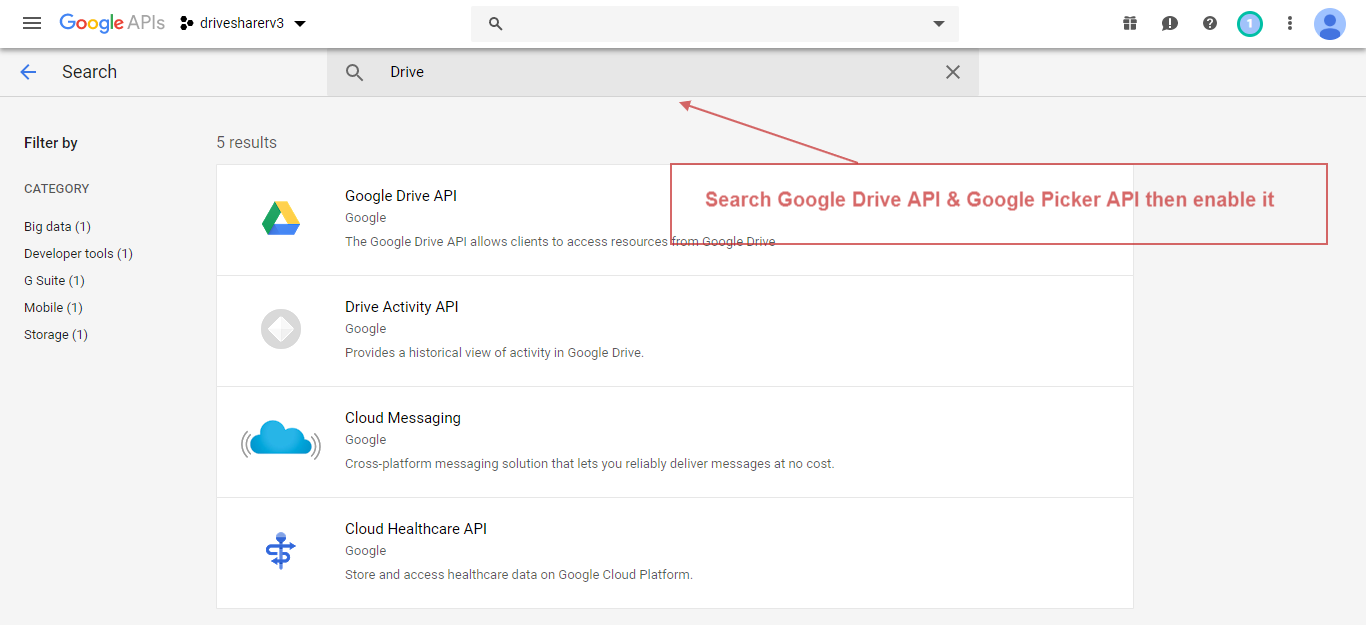 Google APIs drivesharerv3
1
Search
Drive
Filter by
5 results
CATEGORY
Big data (1)
Developer tools (1)
G Suite (1)
Mobile (1)
Storage (1)
Google Drive API
Google
The Google Drive API allows clients to access resources from Google Drive
Search Google Drive API & Google Picker API then enable it
Drive Activity API
Google
Provides a historical view of activity in Google Drive.
Cloud Messaging
Google
Cross-platform messaging solution that lets you reliably deliver messages at no cost.
Cloud Healthcare API
Google
Store and access healthcare data on Google Cloud Platform.